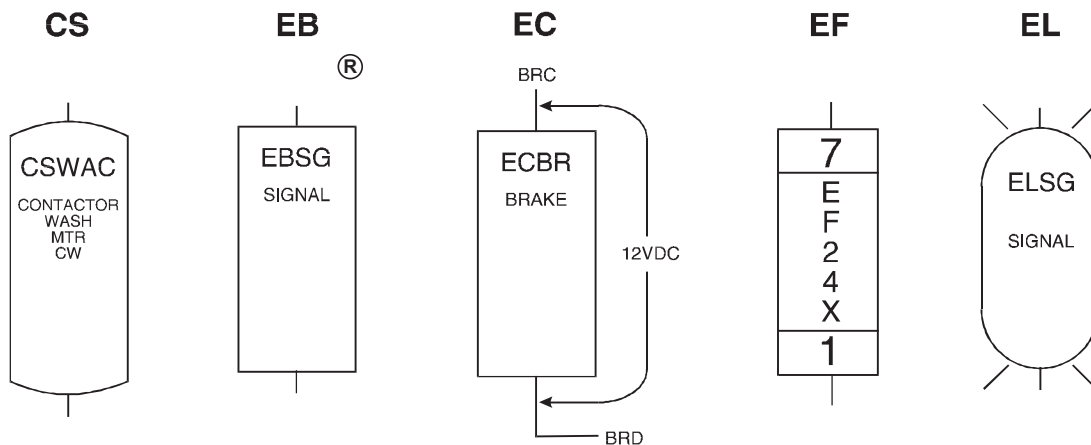 CS
EB
EC
EF
EL
®
CSWAC
CONTACTOR
WASH
MTR
CW
EBSG
SIGNAL
BRC
ECBR
BRAKE
12VDC
BRD
7
E
F
2
4
X
1
ELSG
SIGNAL